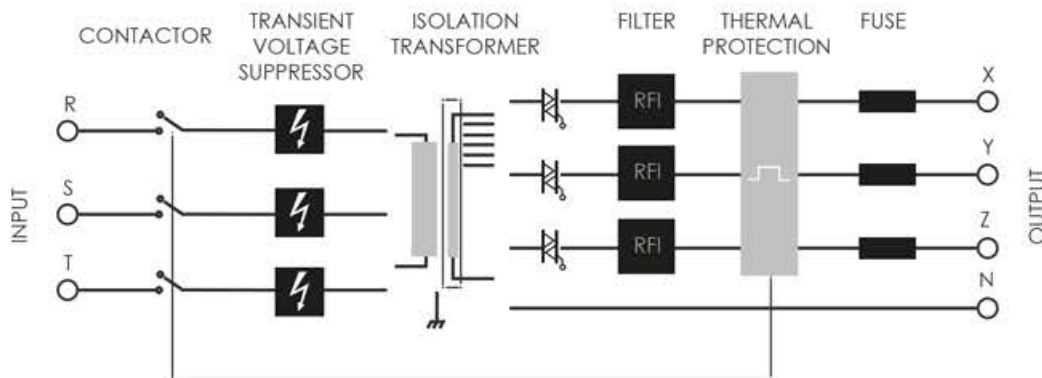 CONTACTOR
TRANSIENT
VOLTAGE
SUPPRESSOR
ISOLATION
TRANSFORMER
FILTER
THERMAL
PROTECTION
FUSE
INPUT
R
S
T
RFI
RFI
RFI
X
Y
Z
N
OUTPUT